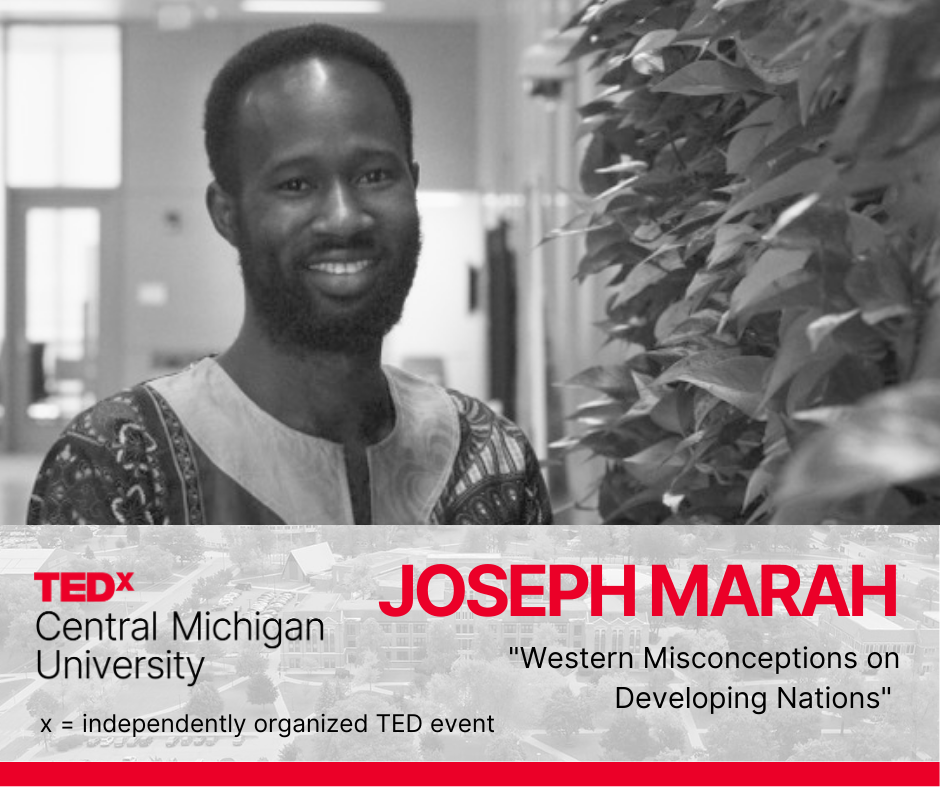 TEDx
Central Michigan
University
x = independently organized TED event
JOSEPH MARAH
"Western Misconceptions on
Developing Nations"